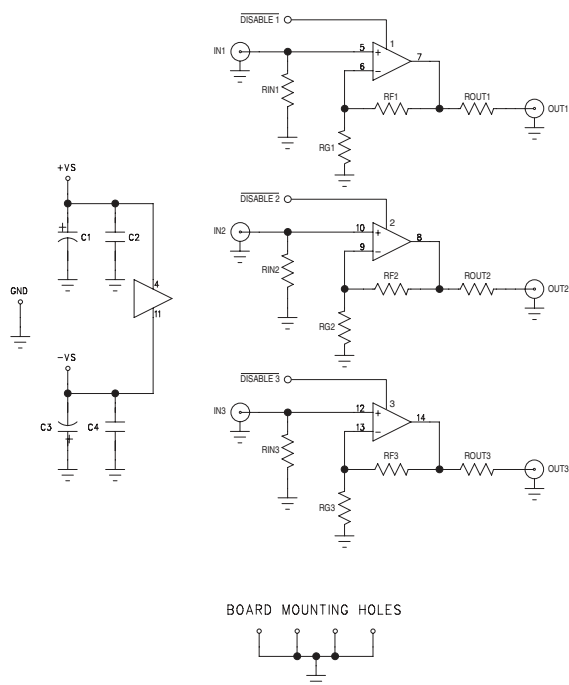 DISABLE 1
IN1
5
1
7
6
RIN1
RF1
ROUT1
OUT1
RG1
+VS
+
C1
C2
DISABLE 2
IN2
10
2
8
9
RIN2
RF2
ROUT2
OUT2
RG2
4
11
GND
-VS
C3
C4
+
DISABLE 3
IN3
12
3
14
13
RIN3
RF3
ROUT3
OUT3
RG3
BOARD MOUNTING HOLES